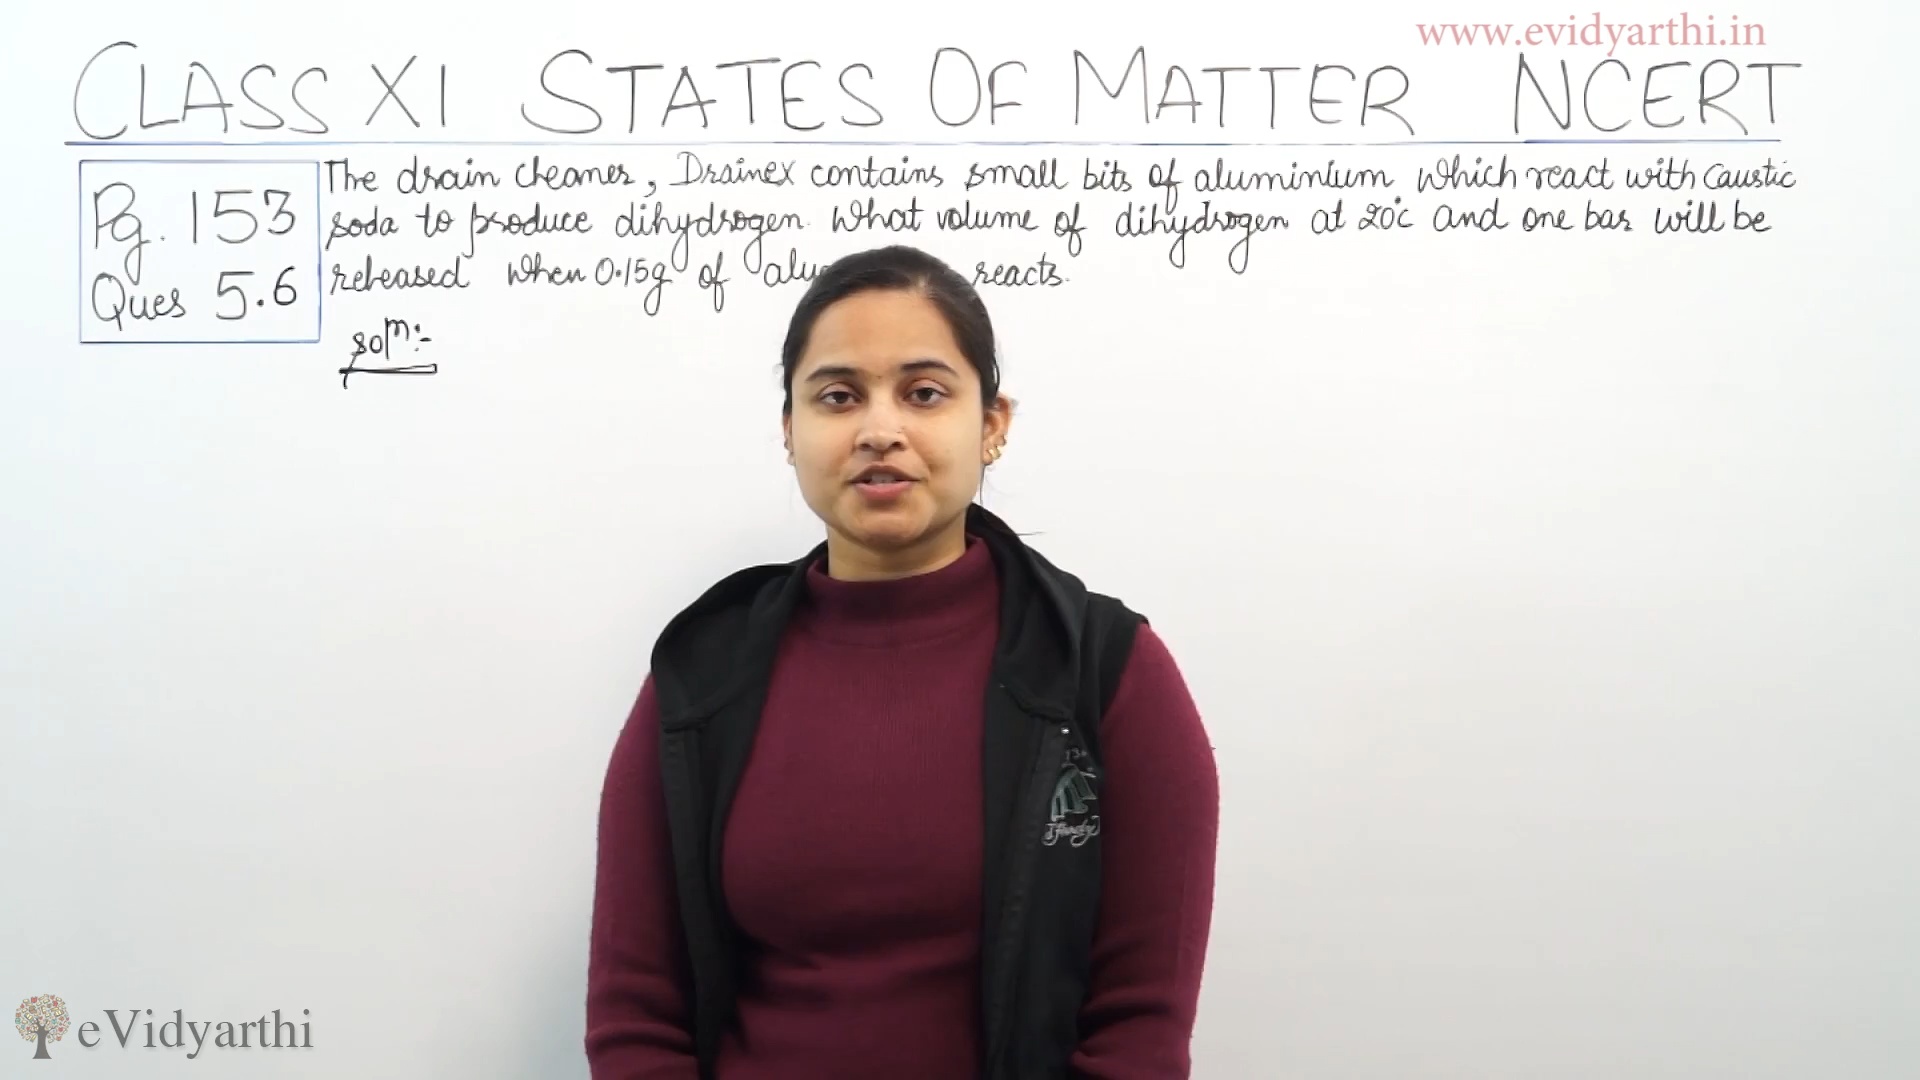 www.evidyarthi.in
CLASS XI STATES OF MATTER NCERT
Pg. 153
Ques 5.6
The drain cleaner, Drainex contains small bits of aluminium which react with caustic
soda to produce dihydrogen. What volume of dihydrogen at 20°C and one bar will be
released when 0.15g of reacts.
Soln:-
eVidyarthi